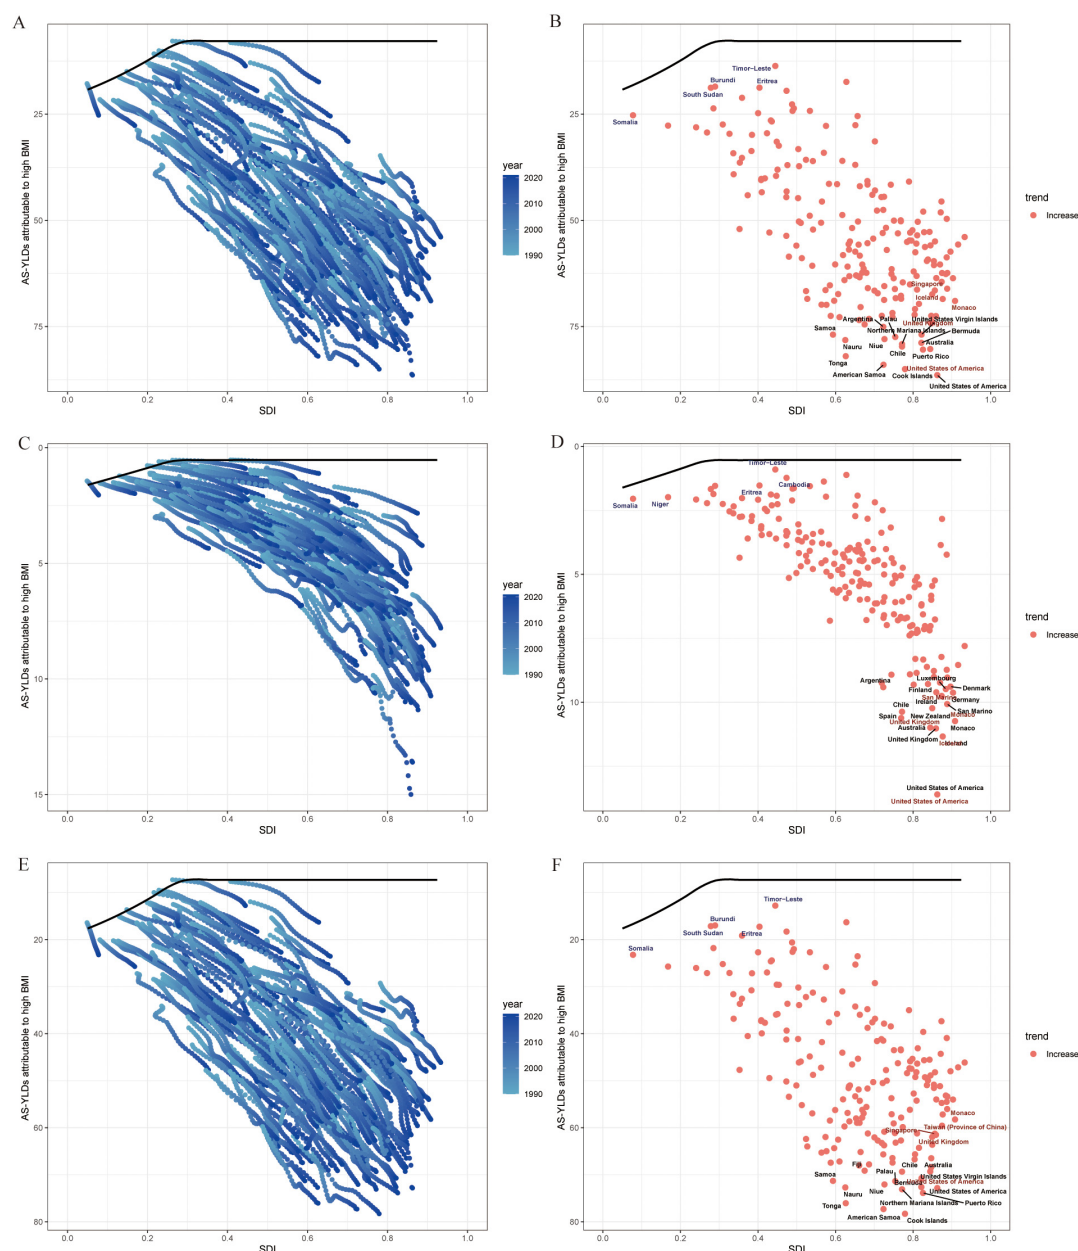 A
AS-YLDs attributable to high BMI
25
50
75
0.0 0.2 0.4 0.6 0.8 1.0
SDI
year
2020
2010
2000
1990
B
AS-YLDs attributable to high BMI
25
50
75
Timor-Leste
Burundi
Eritrea
South Sudan
Somalia
Singapore
Iceland
Monaco
Argentina Palau United States Virgin Islands
United Kingdom
Samoa Northern Mariana Islands Bermuda
Nauru Niue Australia
Chile Puerto Rico
Tonga United States of America
American Samoa Cook Islands
United States of America
0.0 0.2 0.4 0.6 0.8 1.0
SDI
trend
Increase
C
AS-YLDs attributable to high BMI
0
5
10
15
0.0 0.2 0.4 0.6 0.8 1.0
SDI
year
2020
2010
2000
1990
D
AS-YLDs attributable to high BMI
0
5
10
Timor-Leste
Cambodia
Eritrea
Niger
Somalia
Argentina Luxembourg
Finland Denmark
San Marino
Ireland Germany
Chile San Marino
Spain New Zealand Monaco
United Kingdom
Australia Monaco
United Kingdom Iceland
Iceland
United States of America
United States of America
0.0 0.2 0.4 0.6 0.8 1.0
SDI
trend
Increase
E
AS-YLDs attributable to high BMI
20
40
60
80
0.0 0.2 0.4 0.6 0.8 1.0
SDI
year
2020
2010
2000
1990
F
AS-YLDs attributable to high BMI
20
40
60
80
Timor-Leste
Burundi
South Sudan Eritrea
Somalia
Monaco
Singapore Taiwan (Province of China)
United Kingdom
Fiji Chile Australia
Samoa Palau United States Virgin Islands
Bermuda United States of America
Nauru Niue United States of America
Tonga Northern Mariana Islands Puerto Rico
American Samoa Cook Islands
0.0 0.2 0.4 0.6 0.8 1.0
SDI
trend
Increase